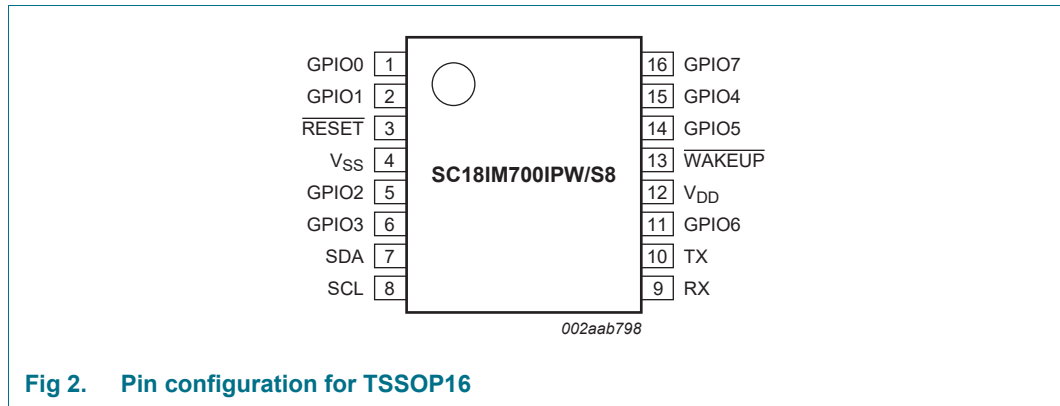 GPIO0 1
GPIO1 2
RESET 3
VSS 4
GPIO2 5
GPIO3 6
SDA 7
SCL 8
SC18IM700IPW/S8
16 GPIO7
15 GPIO4
14 GPIO5
13 WAKEUP
12 VDD
11 GPIO6
10 TX
9 RX
002aab798
Fig 2. Pin configuration for TSSOP16